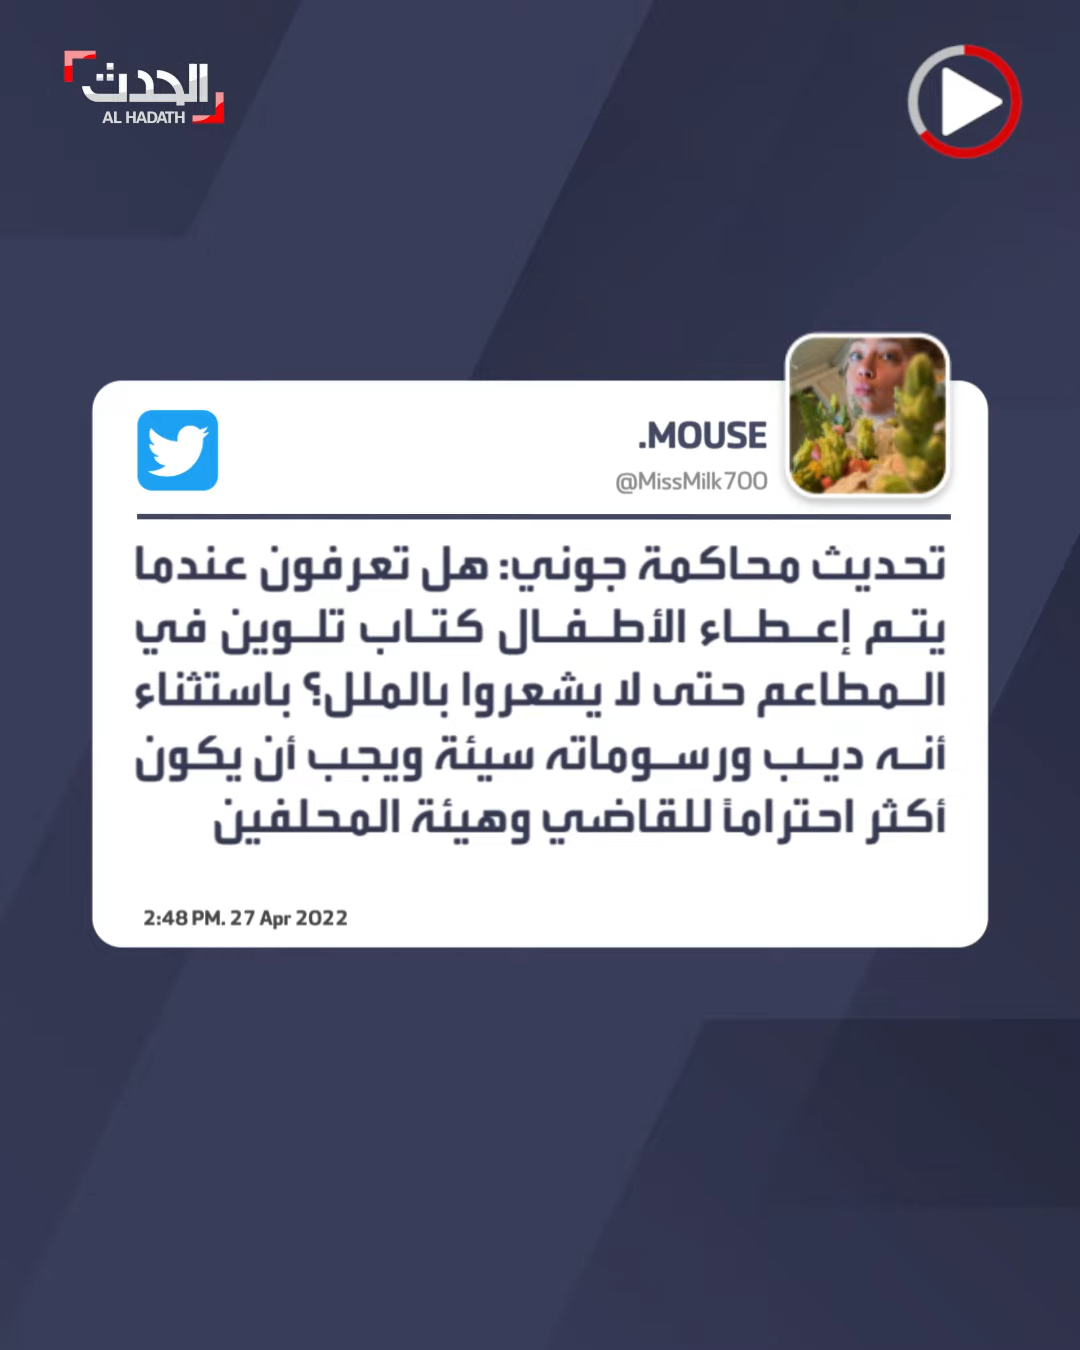 الحدث
AL HADATH
MOUSE.
@MissMilk700
تحديث محاكمة جوني: هل تعرفون عندما
يتم إعطاء الأطفال كتاب تلوين في
المطاعم حتى لا يشعروا بالملل؟ باستثناء
أنه ديب ورسوماته سيئة ويجب أن يكون
أكثر احتراماً للقاضي وهيئة المحلفين
2:48 PM. 27 Apr 2022